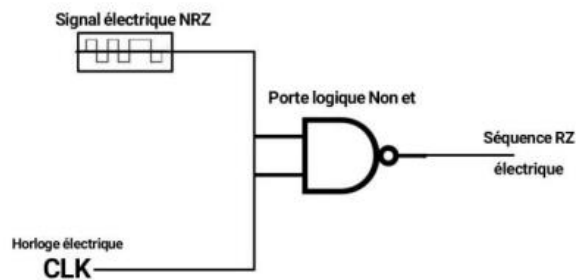 Signal électrique NRZ
Porte logique Non et
Séquence RZ
électrique
Horloge électrique
CLK